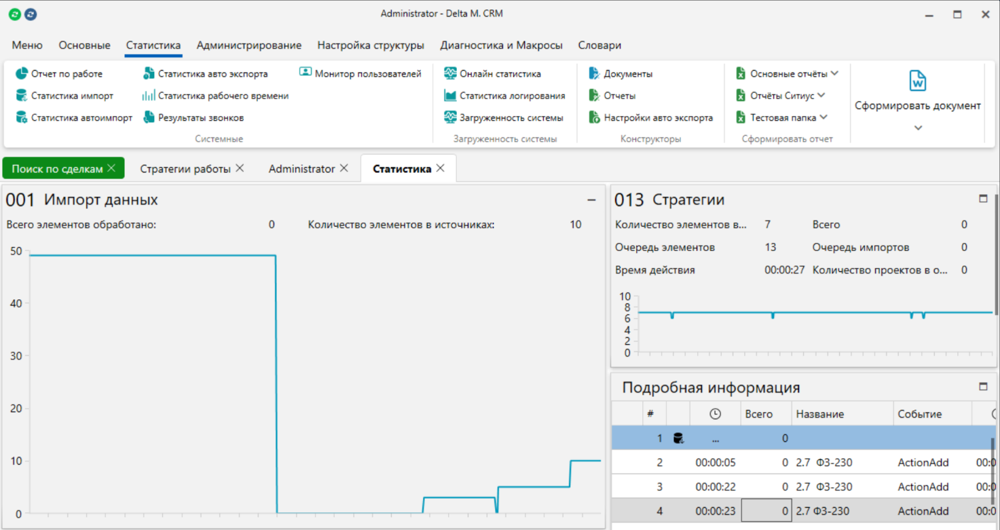 Administrator - Delta M. CRM
Меню Основные Статистика Администрирование Настройка структуры Диагностика и Макросы Словари
Отчет по работе Статистика авто экспорта Монитор пользователей Онлайн статистика Документы Основные отчёты
Статистика импорт Статистика рабочего времени Статистика логирования Отчеты Отчёты Ситиус
Статистика автоимпорт Результаты звонков Загруженность системы Настройки авто экспорта Тестовая папка
Сформировать документ
Системные Загруженность системы Конструкторы Сформировать отчет
Поиск по сделкам Стратегии работы Administrator Статистика
001 Импорт данных
Всего элементов обработано: 0 Количество элементов в источниках: 10
50
40
30
20
10
0
013 Стратегии
Количество элементов в... 7 Всего 0
Очередь элементов 13 Очередь импортов 0
Время действия 00:00:27 Количество проектов в о... 0
10
8
6
4
2
0
Подробная информация
# Всего Название Событие
1 ... 0
2 00:00:05 0 2.7 ФЗ-230 ActionAdd 00:0
3 00:00:22 0 2.7 ФЗ-230 ActionAdd 00:0
4 00:00:23 0 2.7 ФЗ-230 ActionAdd 00:0